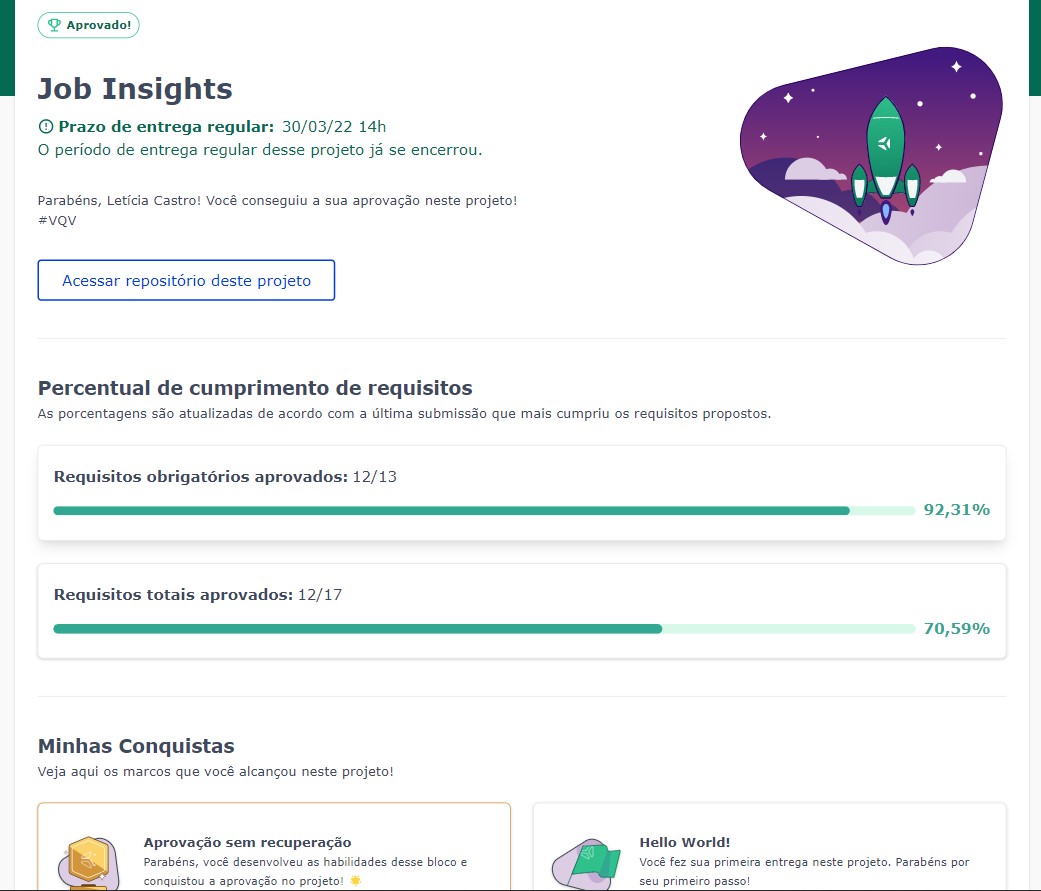 Aprovado!
Job Insights
Prazo de entrega regular: 30/03/22 14h
O período de entrega regular desse projeto já se encerrou.
Parabéns, Letícia Castro! Você conseguiu a sua aprovação neste projeto!
#VQV
Acessar repositório deste projeto
Percentual de cumprimento de requisitos
As porcentagens são atualizadas de acordo com a última submissão que mais cumpriu os requisitos propostos.
Requisitos obrigatórios aprovados: 12/13
92,31%
Requisitos totais aprovados: 12/17
70,59%
Minhas Conquistas
Veja aqui os marcos que você alcançou neste projeto!
Aprovação sem recuperação
Parabéns, você desenvolveu as habilidades desse bloco e
conquistou a aprovação no projeto! 🌟
Hello World!
Você fez sua primeira entrega neste projeto. Parabéns por
seu primeiro passo!